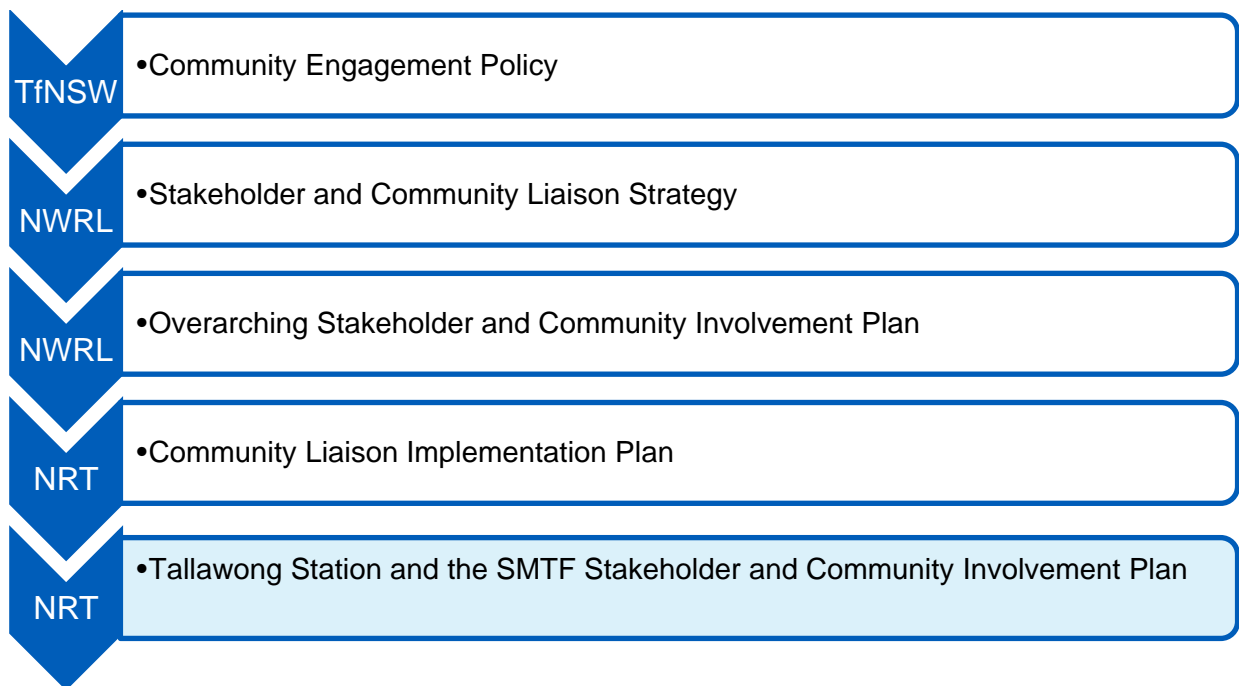 TfNSW
•Community Engagement Policy
NWRL
•Stakeholder and Community Liaison Strategy
NWRL
•Overarching Stakeholder and Community Involvement Plan
NRT
•Community Liaison Implementation Plan
NRT
•Tallawong Station and the SMTF Stakeholder and Community Involvement Plan